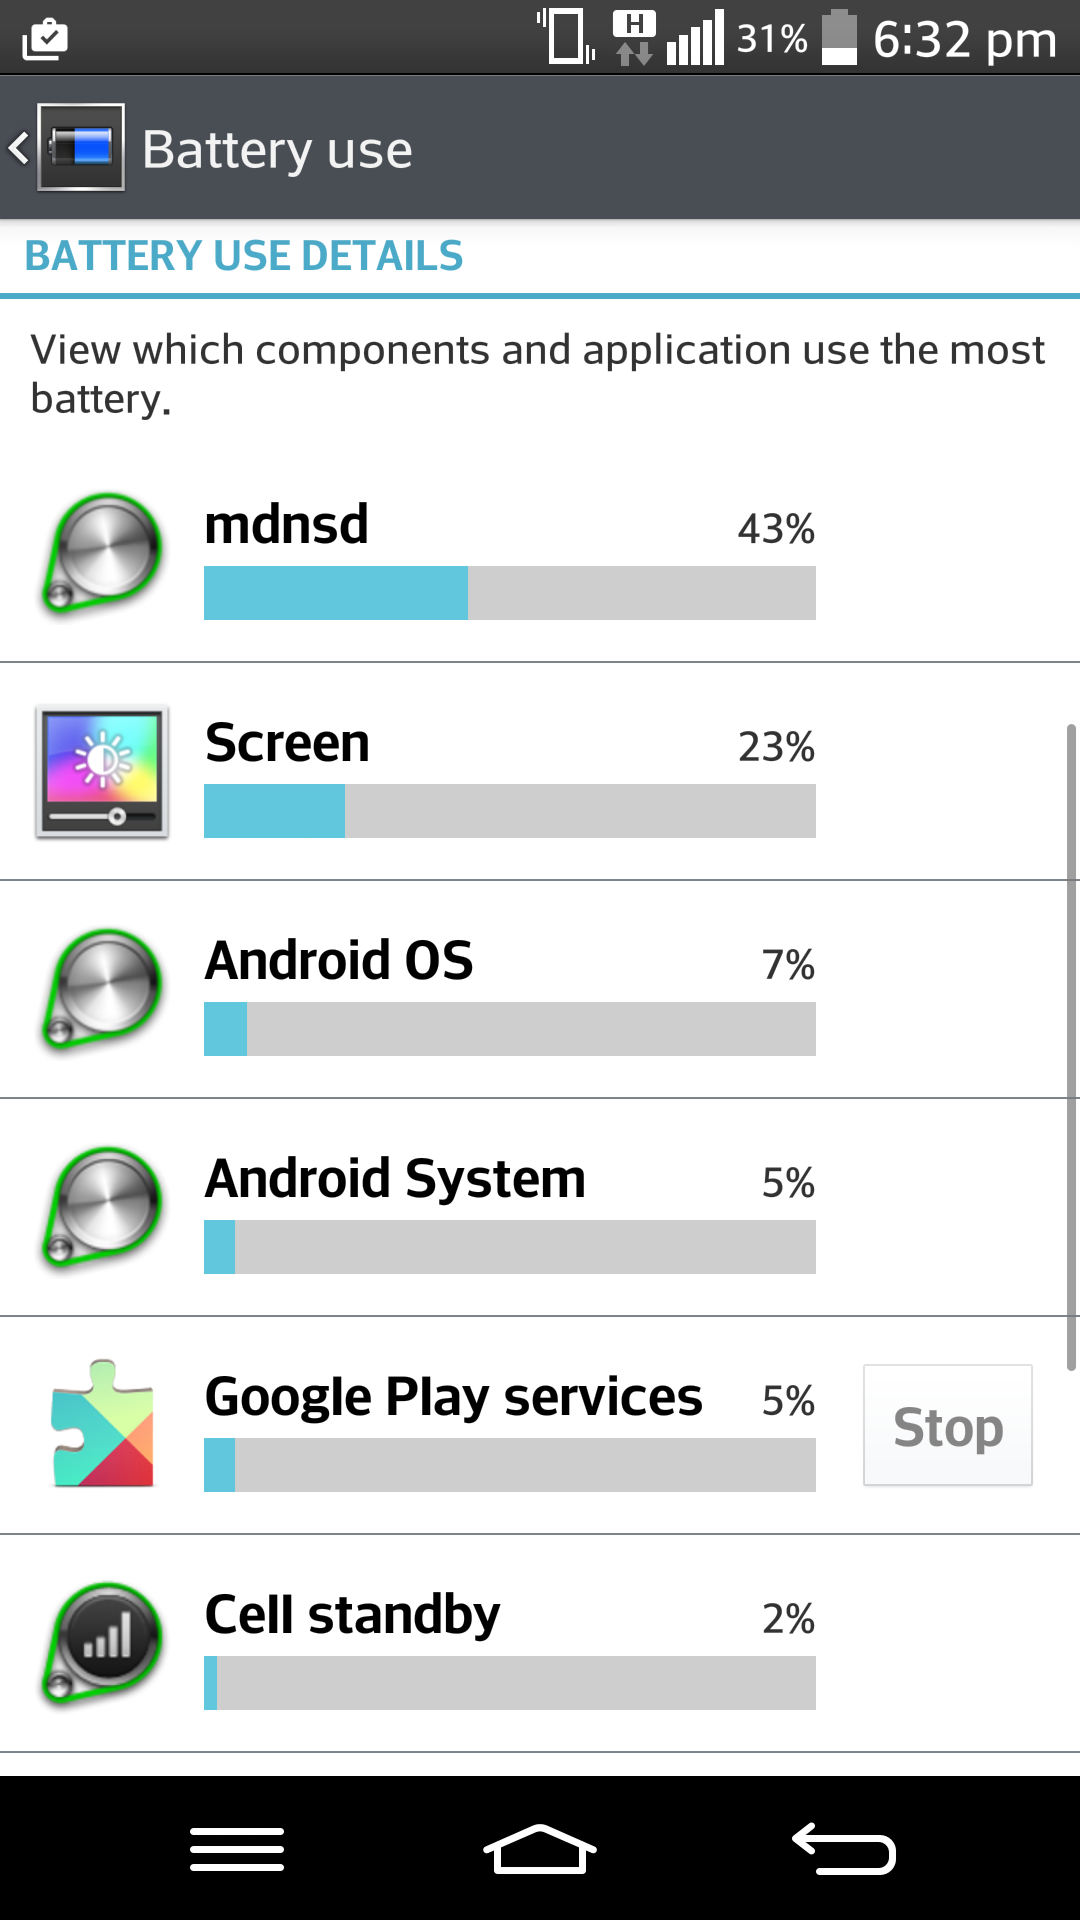 H 31% 6:32 pm
Battery use
BATTERY USE DETAILS
View which components and application use the most
battery.
mdnsd 43%
Screen 23%
Android OS 7%
Android System 5%
Google Play services 5% Stop
Cell standby 2%